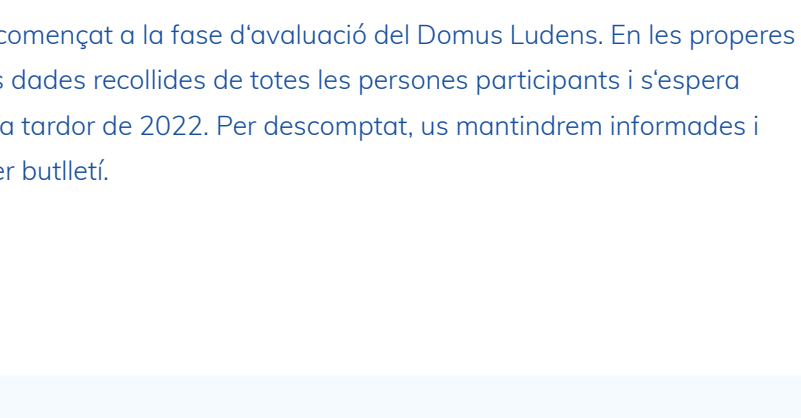 començat a la fase d‘avaluació del Domus Ludens. En les properes
dades recollides de totes les persones participants i s‘espera
a tardor de 2022. Per descomptat, us mantindrem informades i
butlletí.